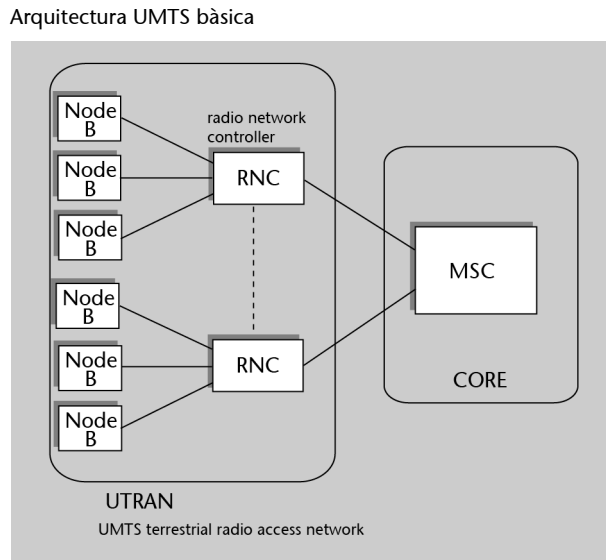 Arquitectura UMTS bàsica
Node
B
radio network
controller
Node
B
RNC
Node
B
MSC
Node
B
Node
B
RNC
CORE
Node
B
UTRAN
UMTS terrestrial radio access network